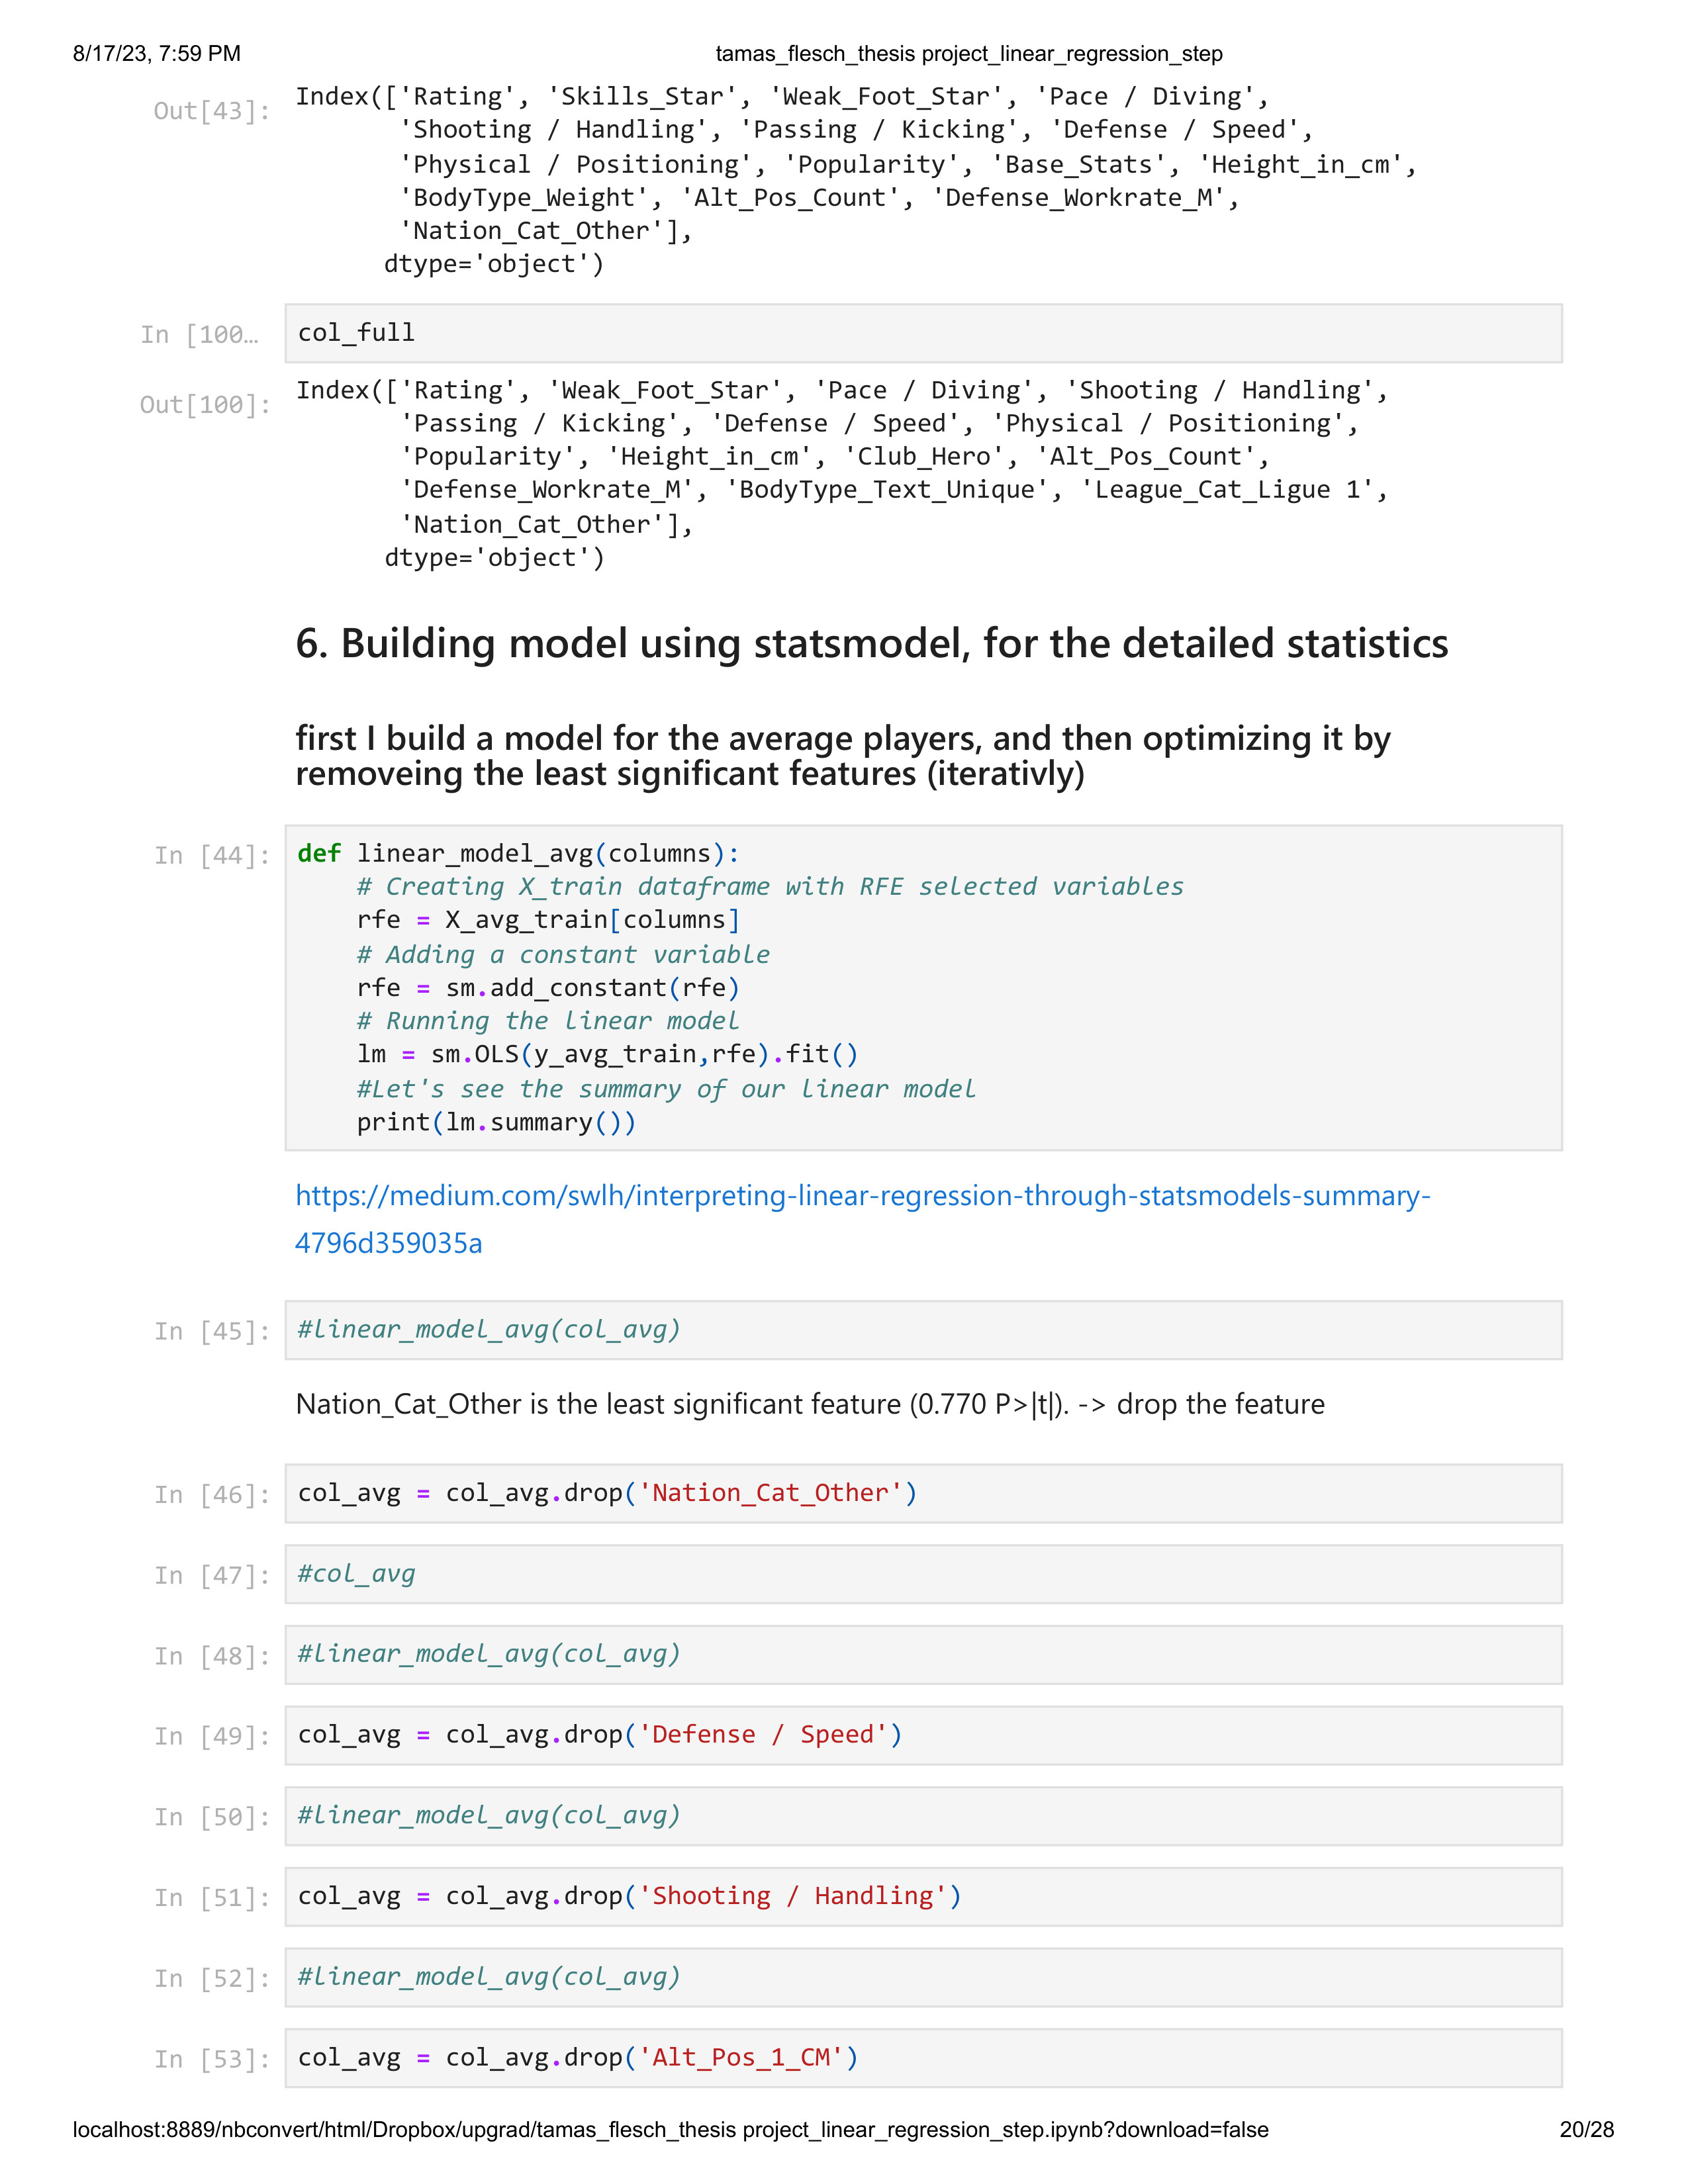 8/17/23, 7:59 PM tamas_flesch_thesis project_linear_regression_step
Out[43]: Index(['Rating', 'Skills_Star', 'Weak_Foot_Star', 'Pace / Diving',
'Shooting / Handling', 'Passing / Kicking', 'Defense / Speed',
'Physical / Positioning', 'Popularity', 'Base_Stats', 'Height_in_cm',
'BodyType_Weight', 'Alt_Pos_Count', 'Defense_Workrate_M',
'Nation_Cat_Other'],
dtype='object')
In [100… col_full
Out[100]: Index(['Rating', 'Weak_Foot_Star', 'Pace / Diving', 'Shooting / Handling',
'Passing / Kicking', 'Defense / Speed', 'Physical / Positioning',
'Popularity', 'Height_in_cm', 'Club_Hero', 'Alt_Pos_Count',
'Defense_Workrate_M', 'BodyType_Text_Unique', 'League_Cat_Ligue 1',
'Nation_Cat_Other'],
dtype='object')
6. Building model using statsmodel, for the detailed statistics
first I build a model for the average players, and then optimizing it by
removeing the least significant features (iterativly)
In [44]: def linear_model_avg(columns):
# Creating X_train dataframe with RFE selected variables
rfe = X_avg_train[columns]
# Adding a constant variable
rfe = sm.add_constant(rfe)
# Running the linear model
lm = sm.OLS(y_avg_train,rfe).fit()
#Let's see the summary of our linear model
print(lm.summary())
https://medium.com/swlh/interpreting-linear-regression-through-statsmodels-summary-
4796d359035a
In [45]: #linear_model_avg(col_avg)
Nation_Cat_Other is the least significant feature (0.770 P>|t|). -> drop the feature
In [46]: col_avg = col_avg.drop('Nation_Cat_Other')
In [47]: #col_avg
In [48]: #linear_model_avg(col_avg)
In [49]: col_avg = col_avg.drop('Defense / Speed')
In [50]: #linear_model_avg(col_avg)
In [51]: col_avg = col_avg.drop('Shooting / Handling')
In [52]: #linear_model_avg(col_avg)
In [53]: col_avg = col_avg.drop('Alt_Pos_1_CM')
localhost:8889/nbconvert/html/Dropbox/upgrad/tamas_flesch_thesis project_linear_regression_step.ipynb?download=false 20/28